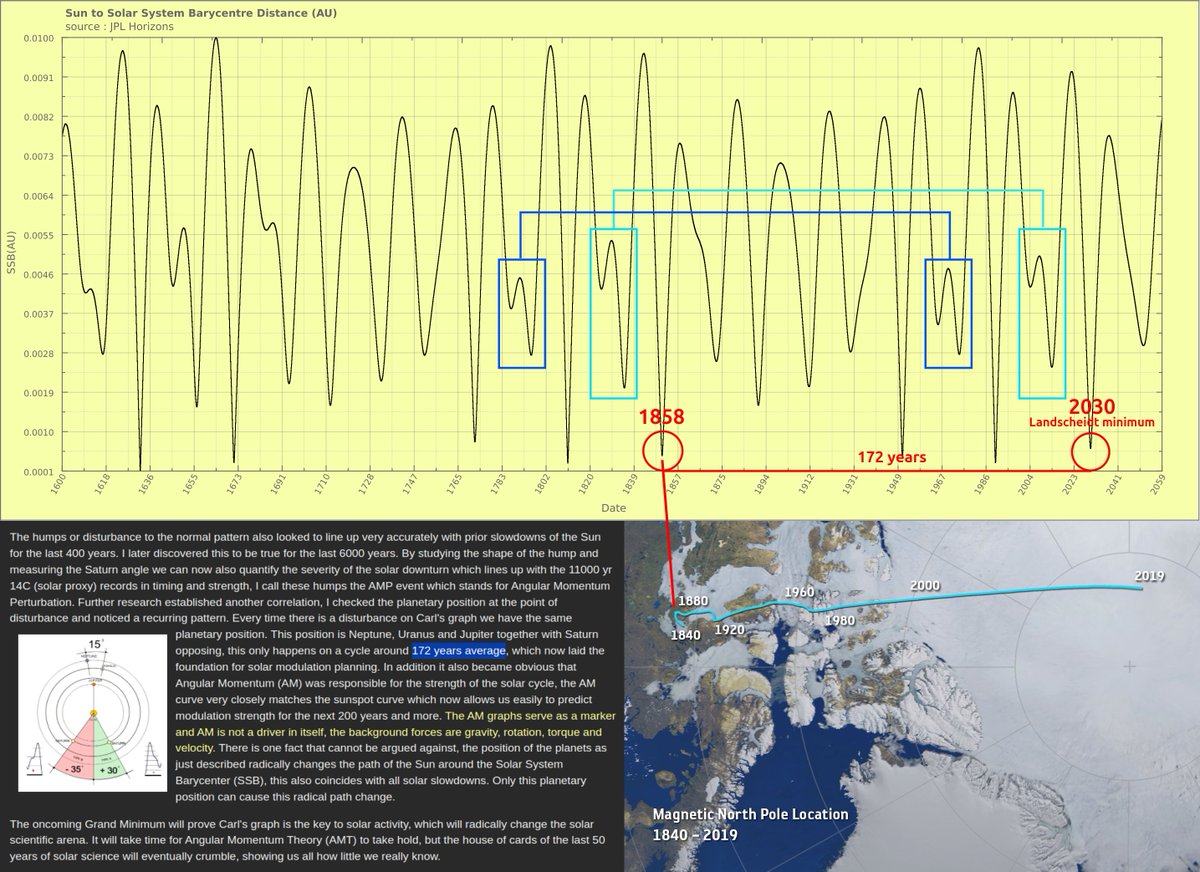 Sun to Solar System Barycentre Distance (AU)
source : JPL Horizons
0.0100
0.0091
0.0082
0.0073
0.0064
0.0055
0.0046
0.0037
0.0028
0.0019
0.0010
0.0001
SSB(AU)
1858
2030
Landscheidt minimum
172 years
1600 1618 1636 1655 1673 1691 1710 1728 1747 1765 1783 1802 1820 1839 1857 1875 1894 1912 1931 1949 1967 1986 2004 2023 2041 2059
Date
The humps or disturbance to the normal pattern also looked to line up very accurately with prior slowdowns of the Sun
for the last 400 years. I later discovered this to be true for the last 6000 years. By studying the shape of the hump and
measuring the Saturn angle we can now also quantify the severity of the solar downturn which lines up with the 11000 yr
14C (solar proxy) records in timing and strength, I call these humps the AMP event which stands for Angular Momentum
Perturbation. Further research established another correlation, I checked the planetary position at the point of
disturbance and noticed a recurring pattern. Every time there is a disturbance on Carl's graph we have the same
planetary position. This position is Neptune, Uranus and Jupiter together with Saturn
opposing, this only happens on a cycle around 172 years average, which now laid the
foundation for solar modulation planning. In addition it also became obvious that
Angular Momentum (AM) was responsible for the strength of the solar cycle, the AM
curve very closely matches the sunspot curve which now allows us easily to predict
modulation strength for the next 200 years and more. The AM graphs serve as a marker
and AM is not a driver in itself, the background forces are gravity, rotation, torque and
velocity. There is one fact that cannot be argued against, the position of the planets as
just described radically changes the path of the Sun around the Solar System
Barycenter (SSB), this also coincides with all solar slowdowns. Only this planetary
position can cause this radical path change.
15°
NEPTUNE
- 35°
+ 30°
The oncoming Grand Minimum will prove Carl's graph is the key to solar activity, which will radically change the solar
scientific arena. It will take time for Angular Momentum Theory (AMT) to take hold, but the house of cards of the last 50
years of solar science will eventually crumble, showing us all how little we really know.
1880
1840
1920
1960
1980
2000
2019
Magnetic North Pole Location
1840 – 2019